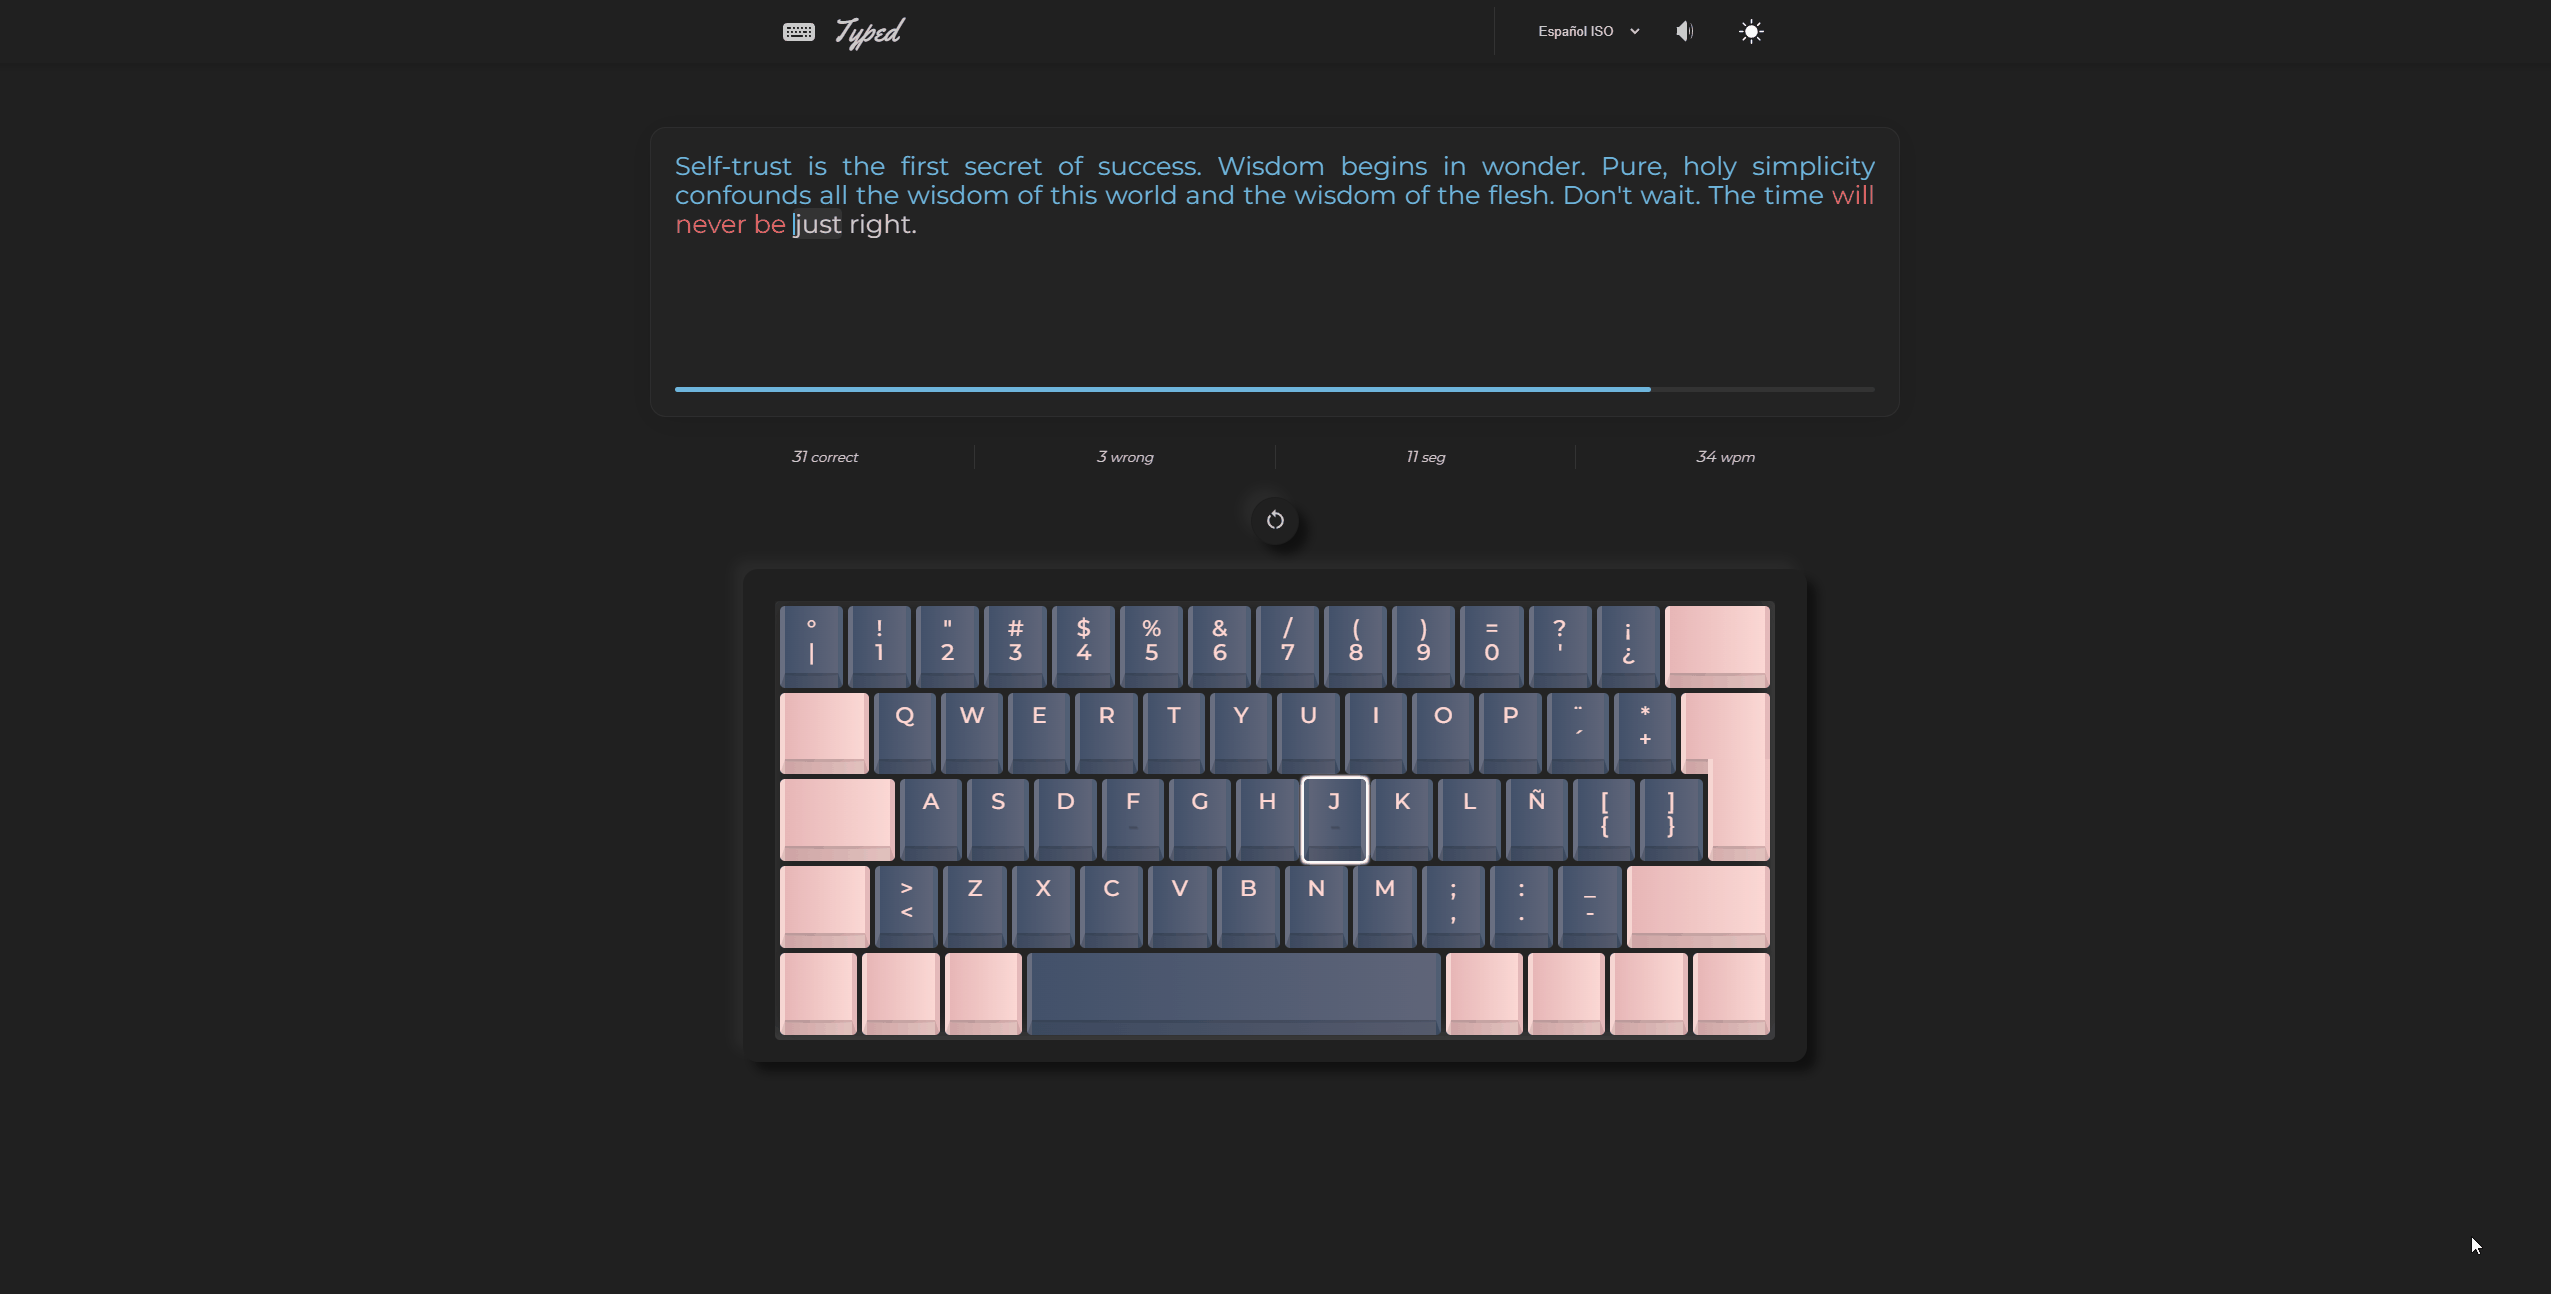 Typed
Español ISO
Self-trust is the first secret of success. Wisdom begins in wonder. Pure, holy simplicity
confounds all the wisdom of this world and the wisdom of the flesh. Don't wait. The time will
never be just right.
31 correct
3 wrong
11 seg
34 wpm
° ! " # $ % & / ( ) = ? ¡
| 1 2 3 4 5 6 7 8 9 0 ' ¿
Q W E R T Y U I O P ¨ *
´ +
A S D F G H J K L Ñ [ ]
{ }
> Z X C V B N M ; : _
< , . -